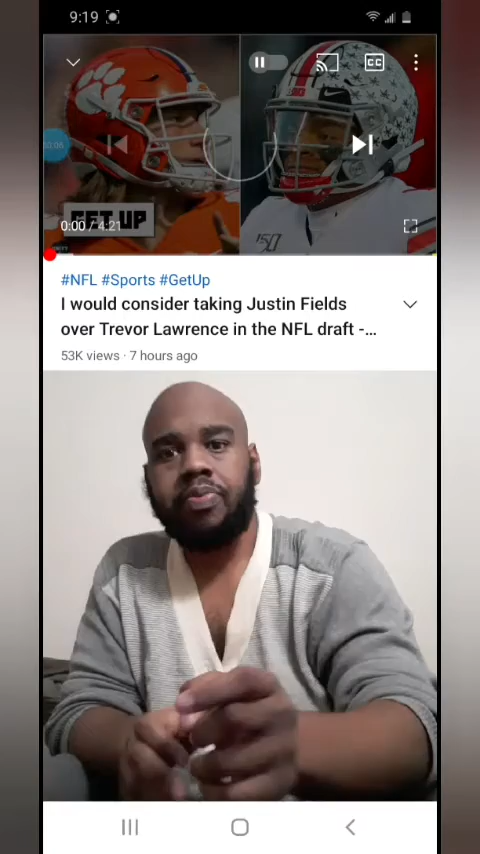 9:19
CC
GET UP
0:00 / 4:21
#NFL #Sports #GetUp
I would consider taking Justin Fields
over Trevor Lawrence in the NFL draft -...
53K views · 7 hours ago